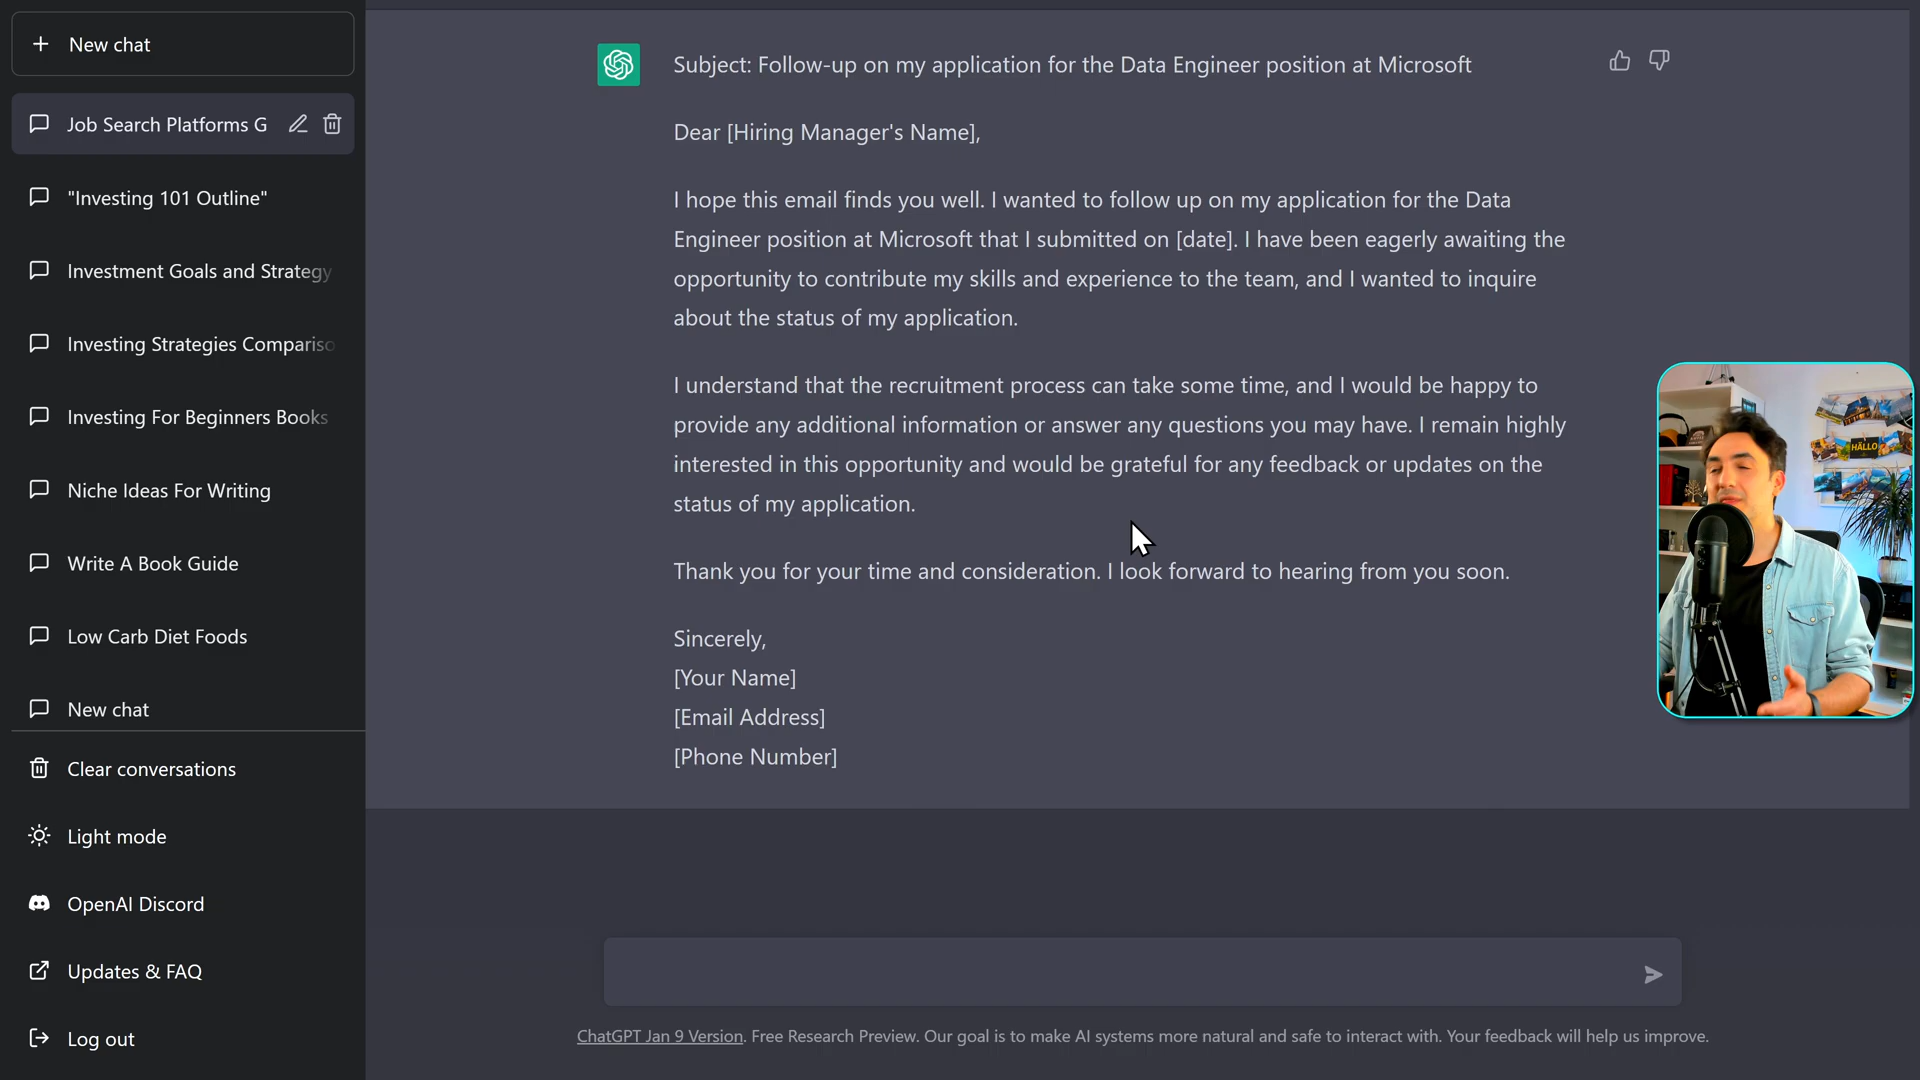 New chat
Job Search Platforms G
"Investing 101 Outline"
Investment Goals and Strategy
Investing Strategies Compariso
Investing For Beginners Books
Niche Ideas For Writing
Write A Book Guide
Low Carb Diet Foods
New chat
Clear conversations
Light mode
OpenAI Discord
Updates & FAQ
Log out
Subject: Follow-up on my application for the Data Engineer position at Microsoft
Dear [Hiring Manager's Name],
I hope this email finds you well. I wanted to follow up on my application for the Data
Engineer position at Microsoft that I submitted on [date]. I have been eagerly awaiting the
opportunity to contribute my skills and experience to the team, and I wanted to inquire
about the status of my application.
I understand that the recruitment process can take some time, and I would be happy to
provide any additional information or answer any questions you may have. I remain highly
interested in this opportunity and would be grateful for any feedback or updates on the
status of my application.
Thank you for your time and consideration. I look forward to hearing from you soon.
Sincerely,
[Your Name]
[Email Address]
[Phone Number]
HALLO
ChatGPT Jan 9 Version. Free Research Preview. Our goal is to make AI systems more natural and safe to interact with. Your feedback will help us improve.